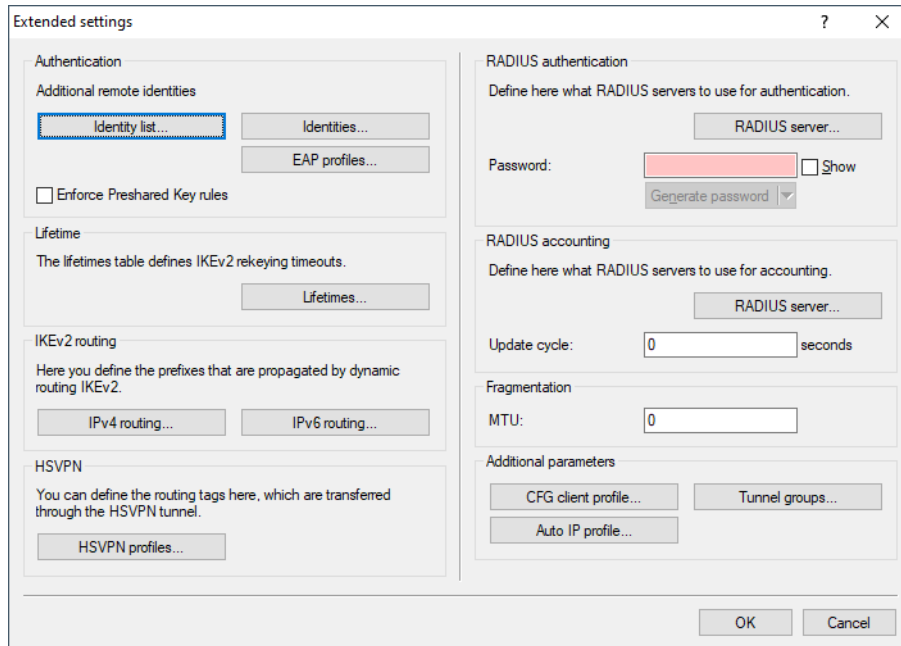 Extended settings
?
Authentication
Additional remote identities
Identity list...
Identities...
EAP profiles...
Enforce Preshared Key rules
Lifetime
The lifetimes table defines IKEv2 rekeying timeouts.
Lifetimes...
IKEv2 routing
Here you define the prefixes that are propagated by dynamic
routing IKEv2.
IPv4 routing...
IPv6 routing...
HSVPN
You can define the routing tags here, which are transferred
through the HSVPN tunnel.
HSVPN profiles...
RADIUS authentication
Define here what RADIUS servers to use for authentication.
RADIUS server...
Password:
Show
Generate password
RADIUS accounting
Define here what RADIUS servers to use for accounting.
RADIUS server...
Update cycle:
0
seconds
Fragmentation
MTU:
0
Additional parameters
CFG client profile...
Tunnel groups...
Auto IP profile...
OK
Cancel